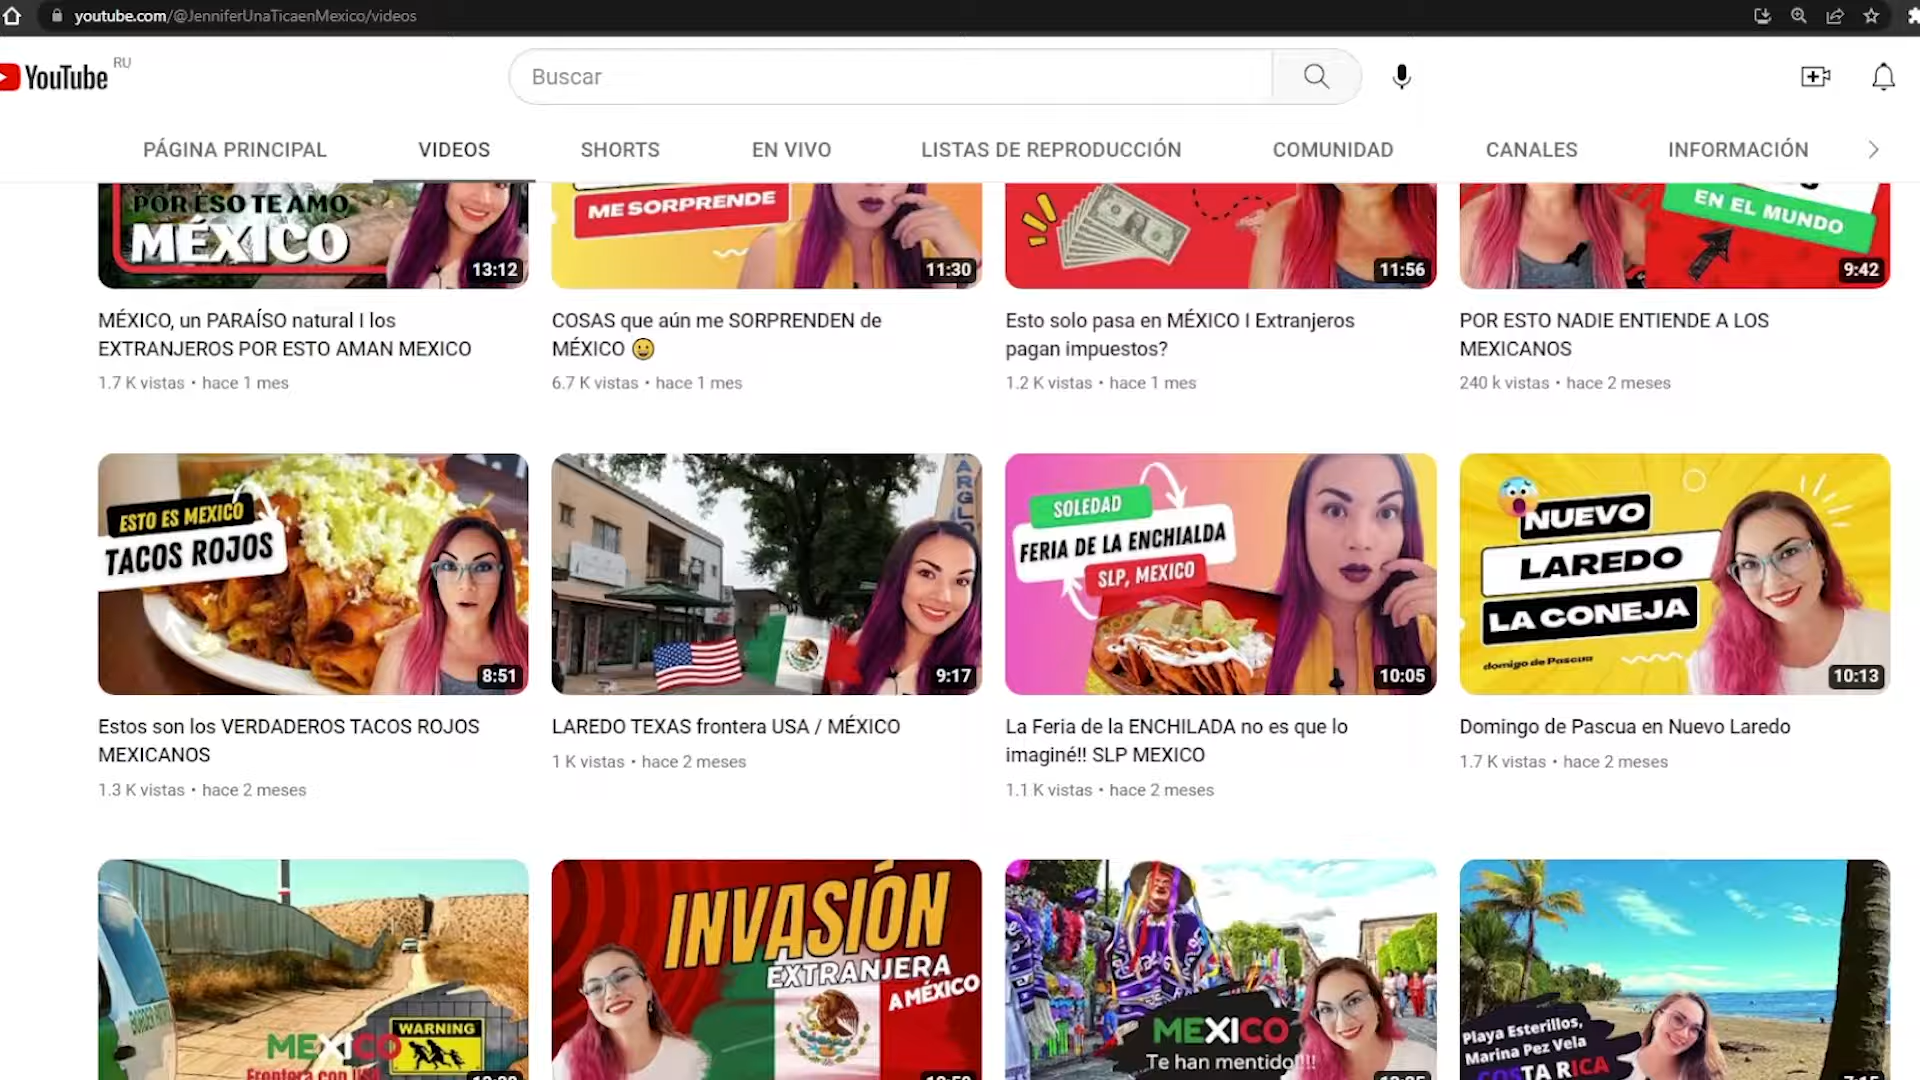 youtube.com/@JenniferUnaTicaenMexico/videos
YouTube RU
Buscar
PÁGINA PRINCIPAL
VIDEOS
SHORTS
EN VIVO
LISTAS DE REPRODUCCIÓN
COMUNIDAD
CANALES
INFORMACIÓN
POR ESO TE AMO
MÉXICO
13:12
ME SORPRENDE
11:30
11:56
EN EL MUNDO
9:42
MÉXICO, un PARAÍSO natural I los
EXTRANJEROS POR ESTO AMAN MEXICO
1.7 K vistas • hace 1 mes
COSAS que aún me SORPRENDEN de
MÉXICO 😀
6.7 K vistas • hace 1 mes
Esto solo pasa en MÉXICO I Extranjeros
pagan impuestos?
1.2 K vistas • hace 1 mes
POR ESTO NADIE ENTIENDE A LOS
MEXICANOS
240 k vistas • hace 2 meses
ESTO ES MEXICO
TACOS ROJOS
8:51
9:17
SOLEDAD
FERIA DE LA ENCHIALDA
SLP, MEXICO
10:05
NUEVO
LAREDO
LA CONEJA
domigo de Pascua
10:13
Estos son los VERDADEROS TACOS ROJOS
MEXICANOS
1.3 K vistas • hace 2 meses
LAREDO TEXAS frontera USA / MÉXICO
1 K vistas • hace 2 meses
La Feria de la ENCHILADA no es que lo
imaginé!! SLP MEXICO
1.1 K vistas • hace 2 meses
Domingo de Pascua en Nuevo Laredo
1.7 K vistas • hace 2 meses
BORDER
WARNING
MEXICO
Frontera con USA
INVASIÓN
EXTRANJERA
A MÉXICO
MEXICO
Te han mentido!!!!
Playa Esterillos,
Marina Pez Vela
COSTA RICA